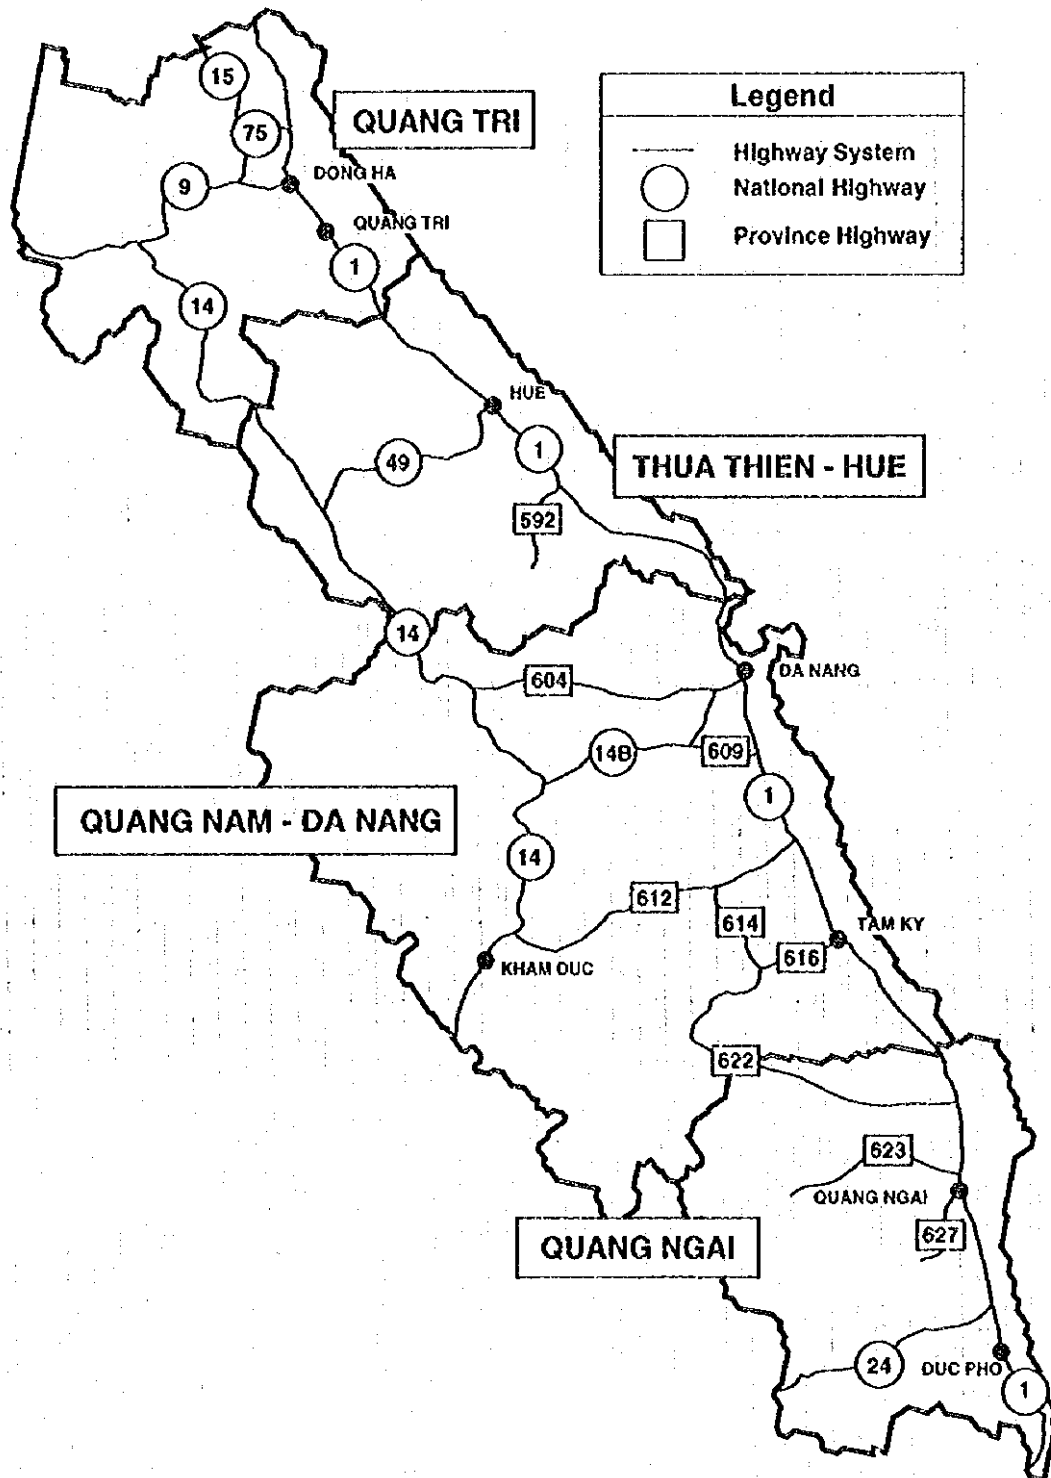 15
Legend
QUANG TRI
75
Highway System
DONG HA
9
National Highway
QUANG TRI
Province Highway
1
14
HUE
1
49
THUA THIEN - HUE
592
14
DA NANG
604
14B
609
1
QUANG NAM - DA NANG
14
612
614
TAM KY
616
KHAM DUC
622
623
QUANG NGAI
627
QUANG NGAI
24
DUC PHO
1